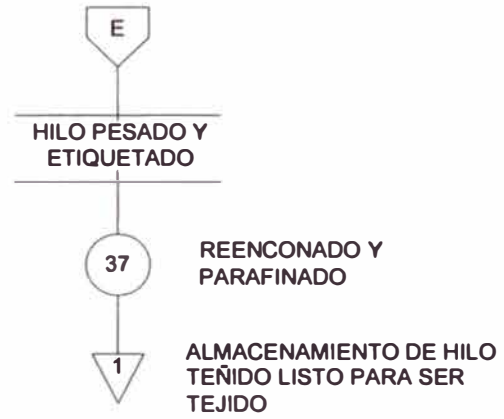 E
HILO PESADO Y
ETIQUETADO
37
REENCONADO Y
PARAFINADO
1
ALMACENAMIENTO DE HILO
TEÑIDO LISTO PARA SER
TEJIDO